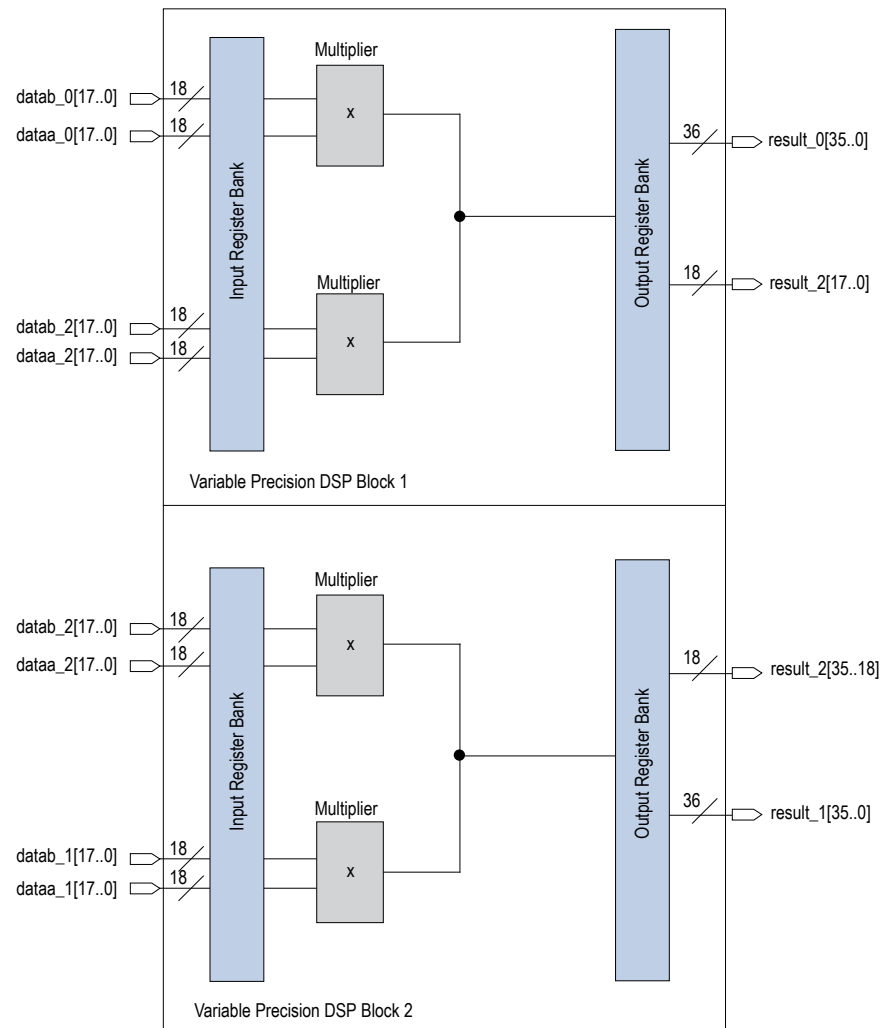 Multiplier
datab_0[17..0] 18
x
dataa_0[17..0] 18
36 result_0[35..0]
Input Register Bank
Output Register Bank
18 result_2[17..0]
Multiplier
datab_2[17..0] 18
x
dataa_2[17..0] 18
Variable Precision DSP Block 1
Multiplier
datab_2[17..0] 18
x
dataa_2[17..0] 18
18 result_2[35..18]
Input Register Bank
Output Register Bank
36 result_1[35..0]
Multiplier
datab_1[17..0] 18
x
dataa_1[17..0] 18
Variable Precision DSP Block 2